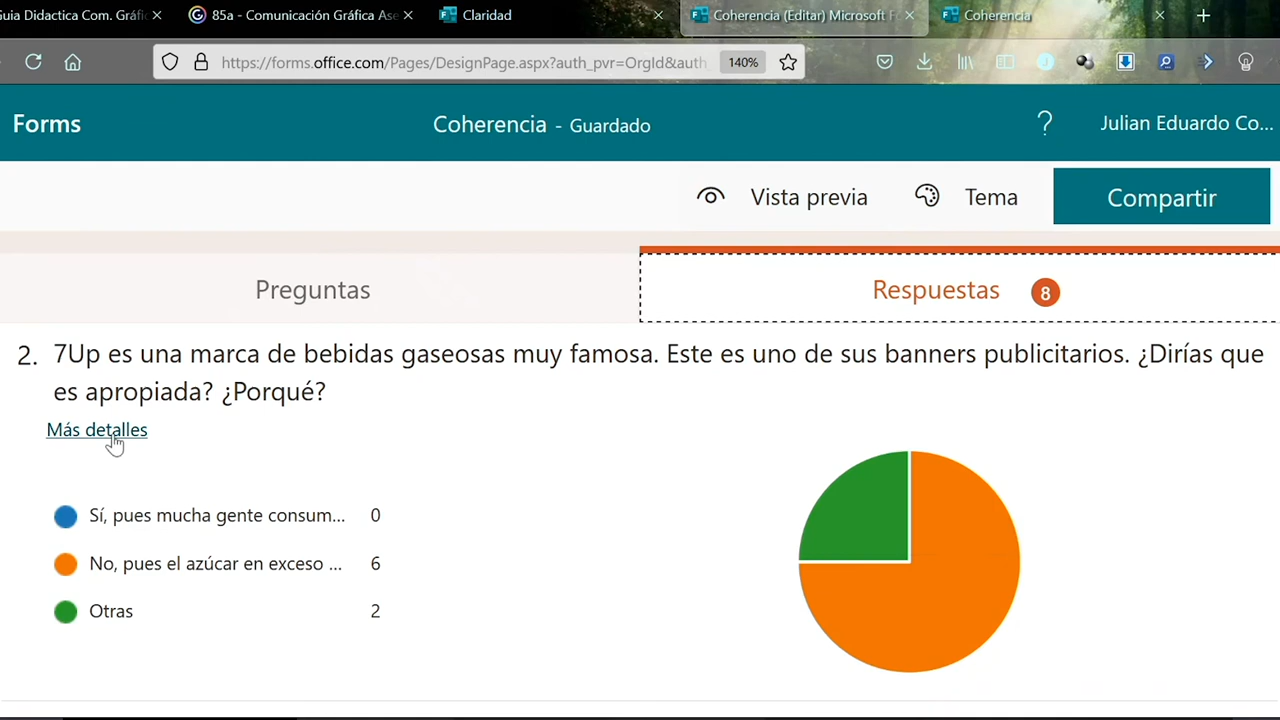 Guia Didactica Com. Gráfic
85a - Comunicación Gráfica Ase
Claridad
Coherencia (Editar) Microsoft F
Coherencia
https://forms.office.com/Pages/DesignPage.aspx?auth_pvr=OrgId&auth_
140%
Forms
Coherencia - Guardado
?
Julian Eduardo Co...
Vista previa
Tema
Compartir
Preguntas
Respuestas 8
2. 7Up es una marca de bebidas gaseosas muy famosa. Este es uno de sus banners publicitarios. ¿Dirías que
es apropiada? ¿Porqué?
Más detalles
Sí, pues mucha gente consum... 0
No, pues el azúcar en exceso ... 6
Otras 2